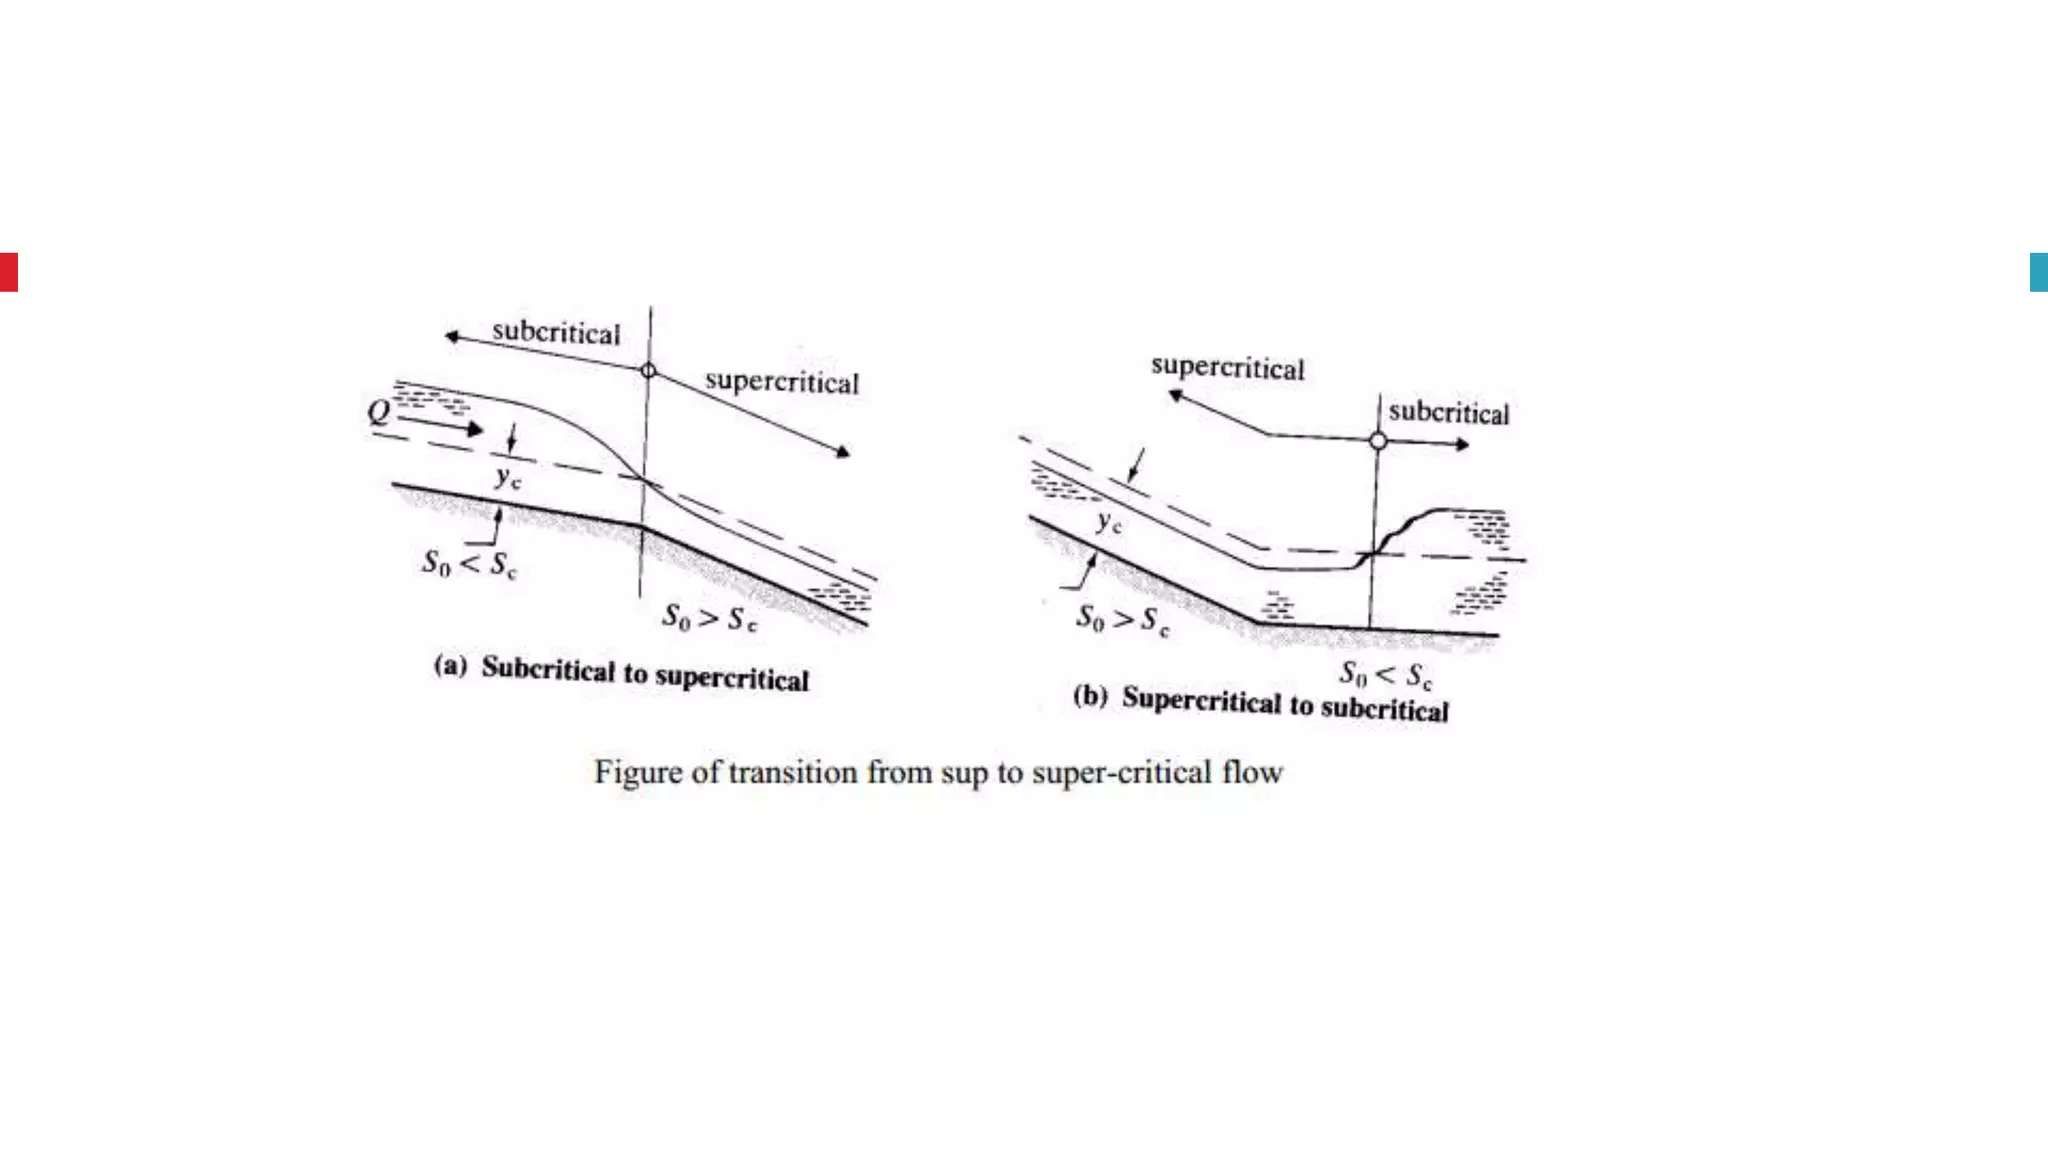 subcritical
supercritical
Q
yc
S0 < Sc
S0 > Sc
(a) Subcritical to supercritical
supercritical
subcritical
yc
S0 > Sc
S0 < Sc
(b) Supercritical to subcritical
Figure of transition from sup to super-critical flow